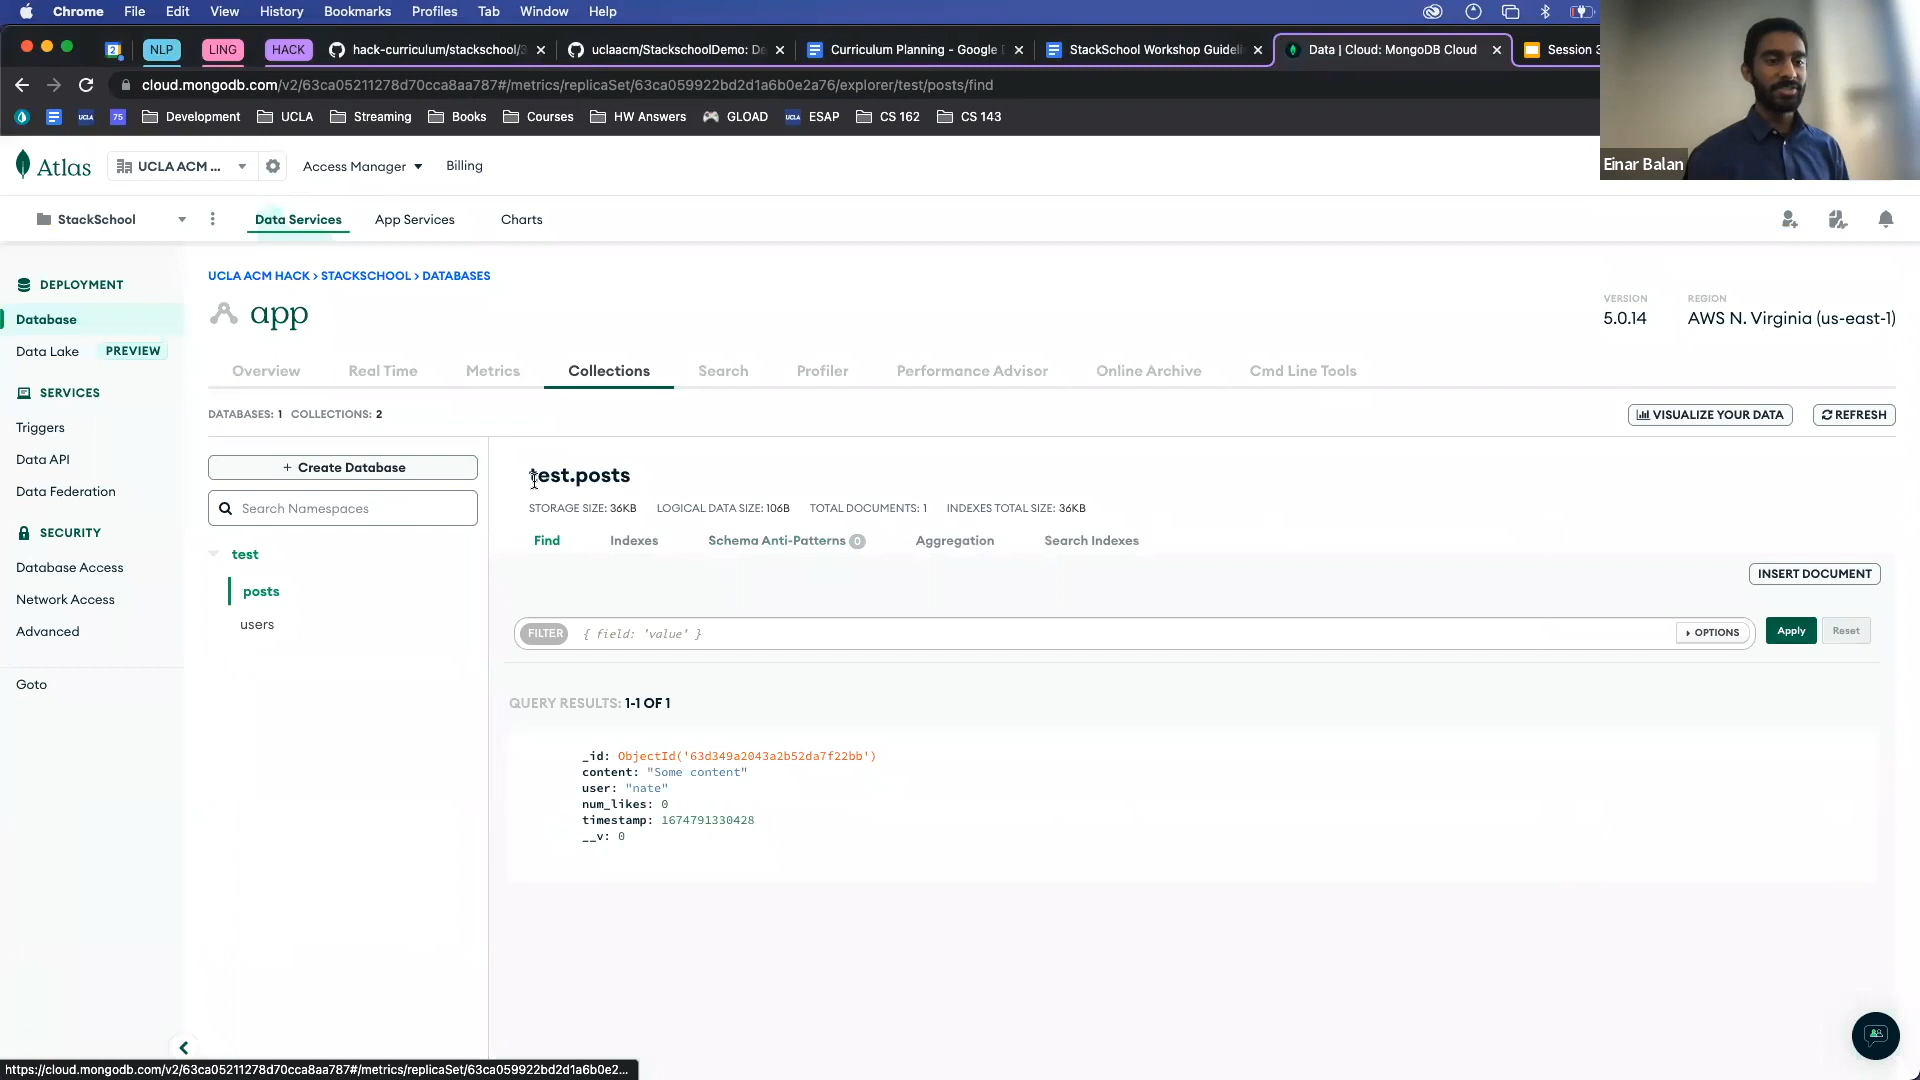 Chrome File Edit View History Bookmarks Profiles Tab Window Help
2 NLP LING HACK hack-curriculum/stackschool/3 uclaacm/StackschoolDemo: De Curriculum Planning - Google D StackSchool Workshop Guideli Data | Cloud: MongoDB Cloud Session 3
cloud.mongodb.com/v2/63ca05211278d70cca8aa787#/metrics/replicaSet/63ca059922bd2d1a6b0e2a76/explorer/test/posts/find
UCLA 75 Development UCLA Streaming Books Courses HW Answers GLOAD UCLA ESAP CS 162 CS 143
Einar Balan
Atlas UCLA ACM ... Access Manager Billing
StackSchool Data Services App Services Charts
DEPLOYMENT
Database
Data Lake PREVIEW
SERVICES
Triggers
Data API
Data Federation
SECURITY
Database Access
Network Access
Advanced
Goto
UCLA ACM HACK > STACKSCHOOL > DATABASES
app
VERSION REGION
5.0.14 AWS N. Virginia (us-east-1)
Overview Real Time Metrics Collections Search Profiler Performance Advisor Online Archive Cmd Line Tools
DATABASES: 1 COLLECTIONS: 2
VISUALIZE YOUR DATA REFRESH
+ Create Database
Search Namespaces
test
posts
users
test.posts
STORAGE SIZE: 36KB LOGICAL DATA SIZE: 106B TOTAL DOCUMENTS: 1 INDEXES TOTAL SIZE: 36KB
Find Indexes Schema Anti-Patterns 0 Aggregation Search Indexes
INSERT DOCUMENT
FILTER { field: 'value' } OPTIONS Apply Reset
QUERY RESULTS: 1-1 OF 1
_id: ObjectId('63d349a2043a2b52da7f22bb')
content: "Some content"
user: "nate"
num_likes: 0
timestamp: 1674791330428
__v: 0
https://cloud.mongodb.com/v2/63ca05211278d70cca8aa787#/metrics/replicaSet/63ca059922bd2d1a6b0e2...